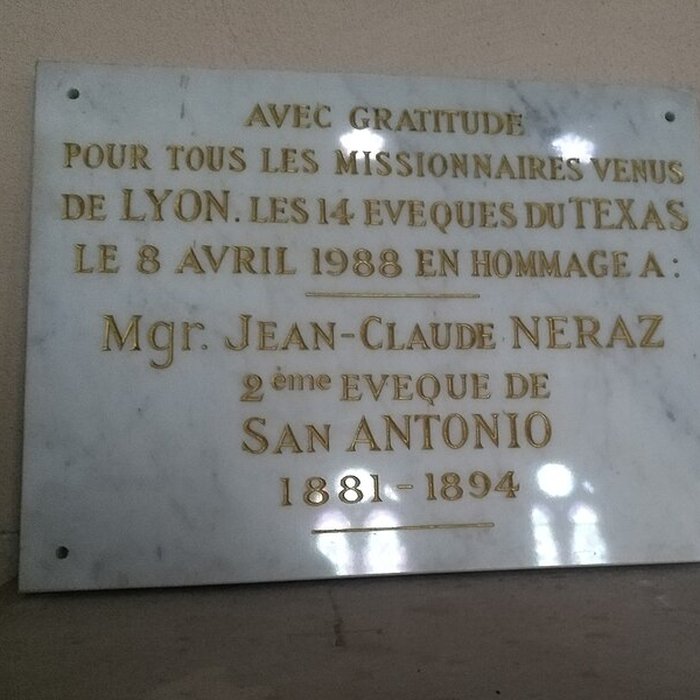 AVEC GRATITUDE
POUR TOUS LES MISSIONNAIRES VENUS
DE LYON. LES 14 EVEQUES DU TEXAS
LE 8 AVRIL 1988 EN HOMMAGE A :
Mgr. JEAN-CLAUDE NERAZ
2ème EVEQUE DE
SAN ANTONIO
1881-1894